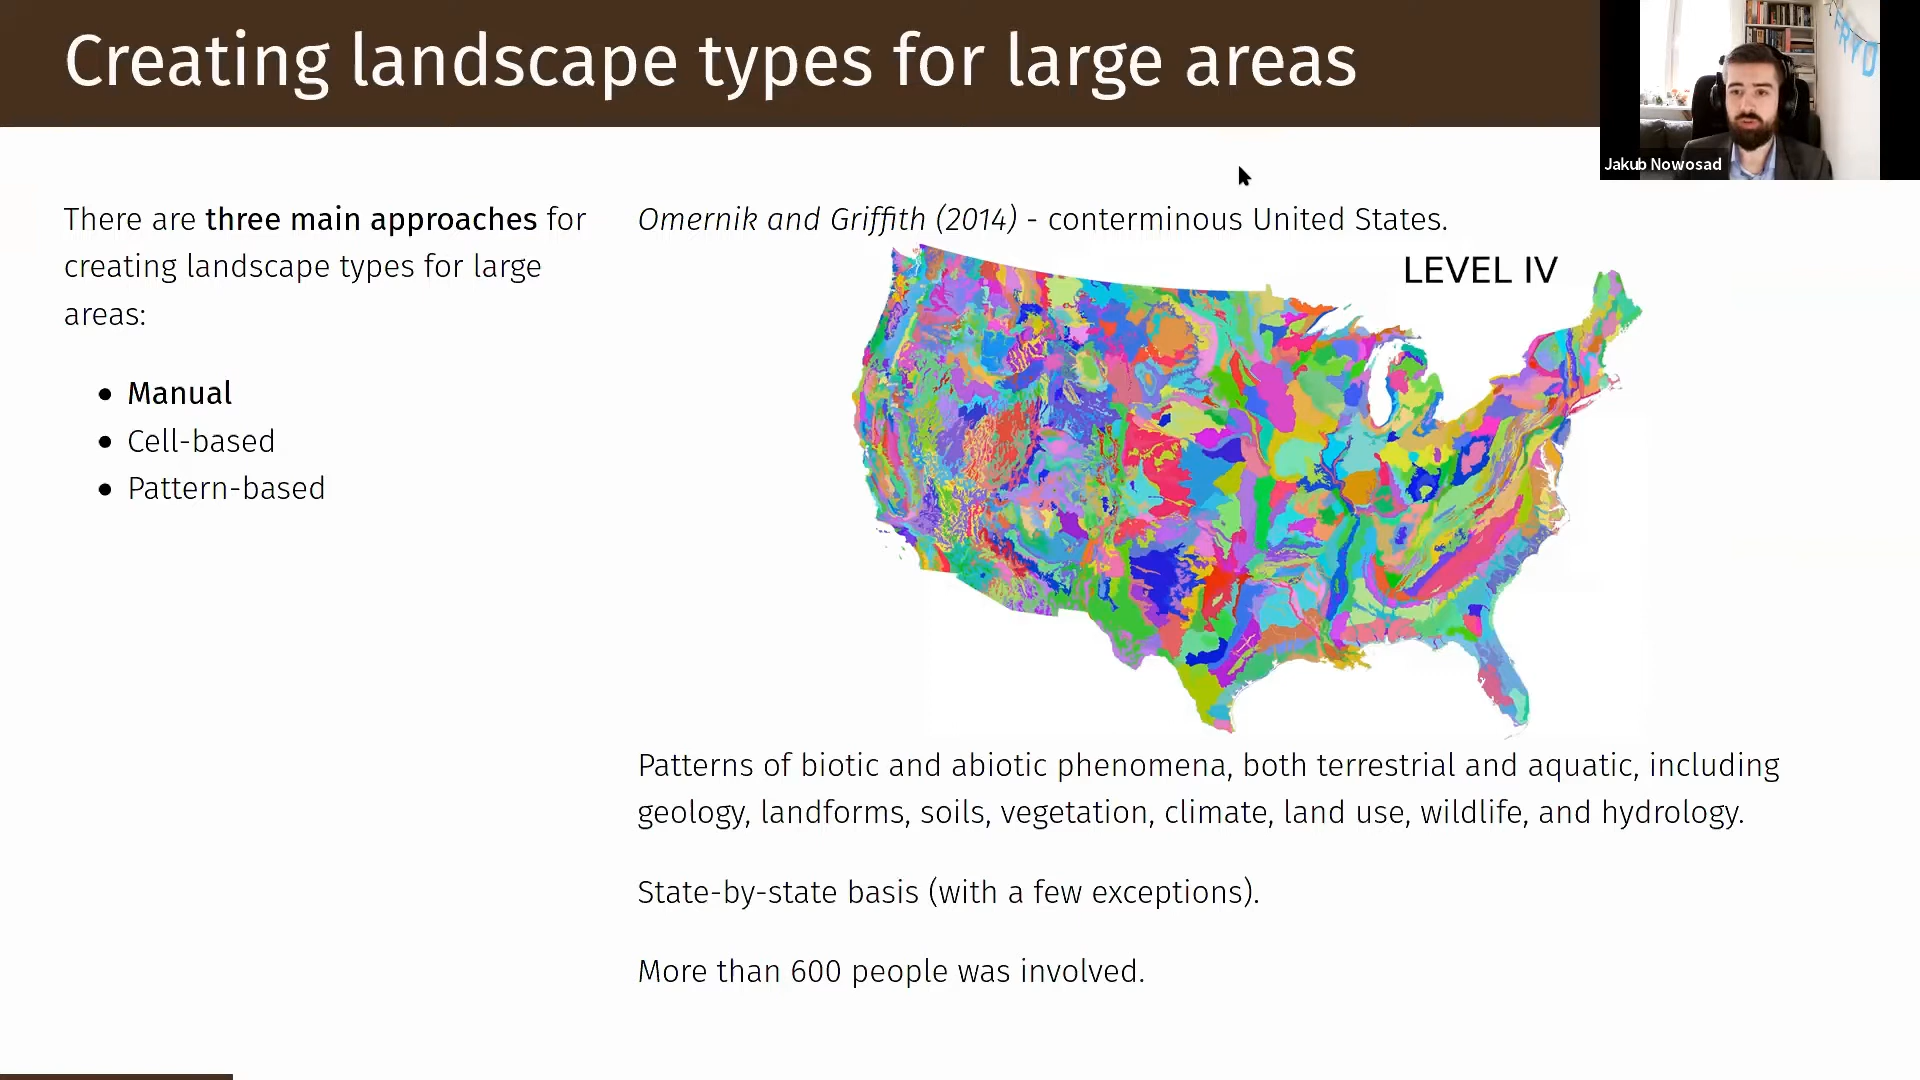 Creating landscape types for large areas
Jakub Nowosad
There are three main approaches for
creating landscape types for large
areas:
• Manual
• Cell-based
• Pattern-based
Omernik and Griffith (2014) - conterminous United States.
LEVEL IV
Patterns of biotic and abiotic phenomena, both terrestrial and aquatic, including
geology, landforms, soils, vegetation, climate, land use, wildlife, and hydrology.
State-by-state basis (with a few exceptions).
More than 600 people was involved.